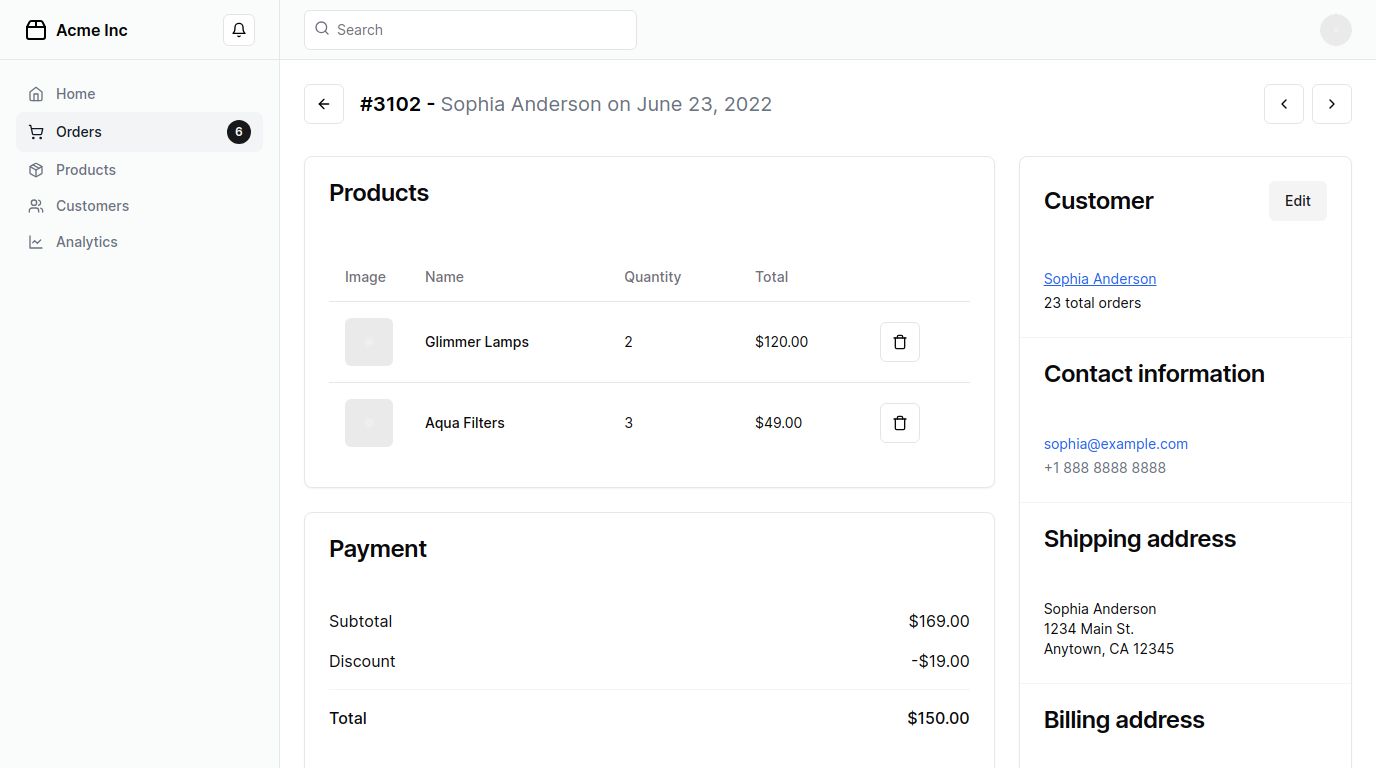 Acme Inc
Search
Home
Orders
6
Products
Customers
Analytics
#3102 - Sophia Anderson on June 23, 2022
Products
Image Name Quantity Total
Glimmer Lamps 2 $120.00
Aqua Filters 3 $49.00
Payment
Subtotal $169.00
Discount -$19.00
Total $150.00
Customer
Edit
Sophia Anderson
23 total orders
Contact information
sophia@example.com
+1 888 8888 8888
Shipping address
Sophia Anderson
1234 Main St.
Anytown, CA 12345
Billing address